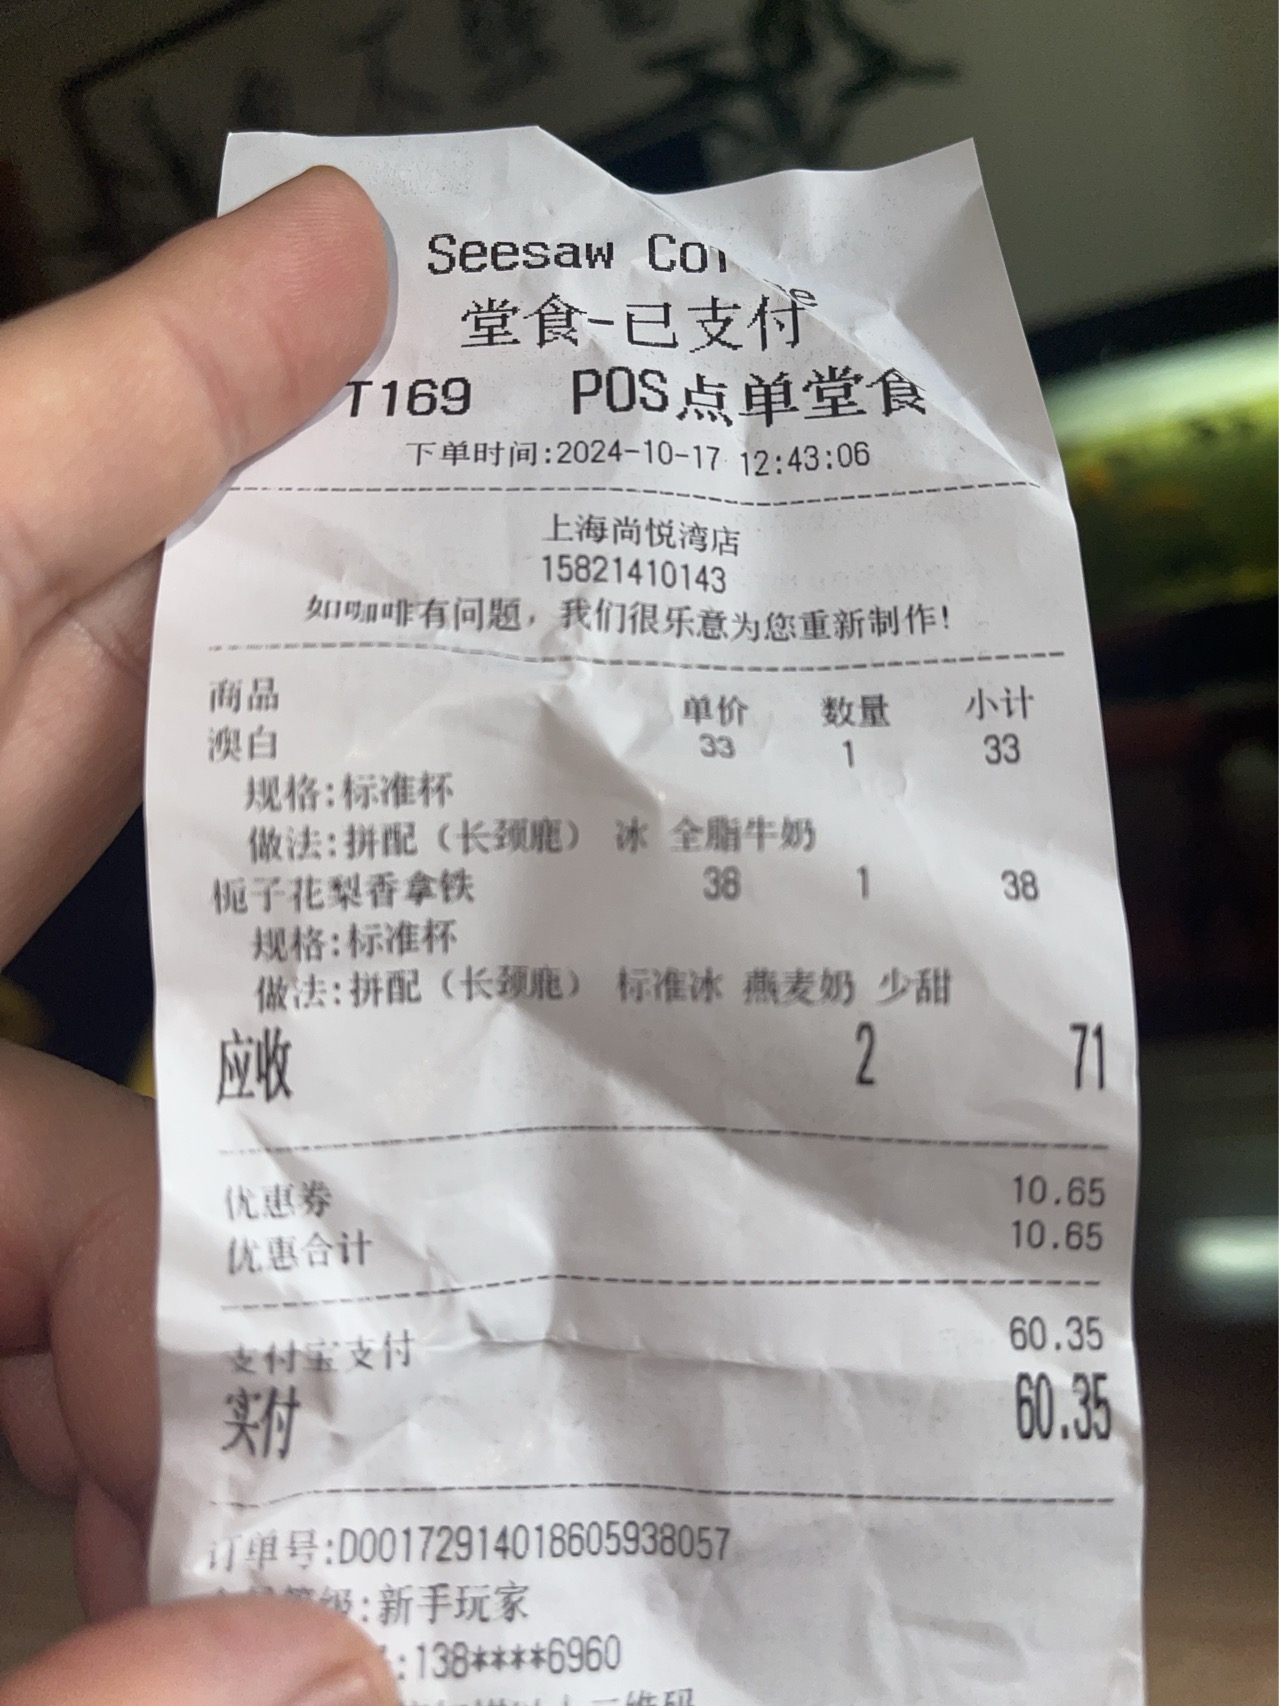 Seesaw Co
堂食-已支付
T169 POS点单堂食
下单时间:2024-10-17 12:43:06
上海尚悦湾店
15821410143
如咖啡有问题，我们很乐意为您重新制作!
商品 单价 数量 小计
澳白 33 1 33
规格:标准杯
做法:拼配（长颈鹿） 冰 全脂牛奶
栀子花梨香拿铁 38 1 38
规格:标准杯
做法:拼配（长颈鹿） 标准冰 燕麦奶 少甜
应收 2 71
优惠券 10.65
优惠合计 10.65
支付宝支付 60.35
实付 60.35
订单号:D00172914018605938057
级:新手玩家
:138****6960
二维码